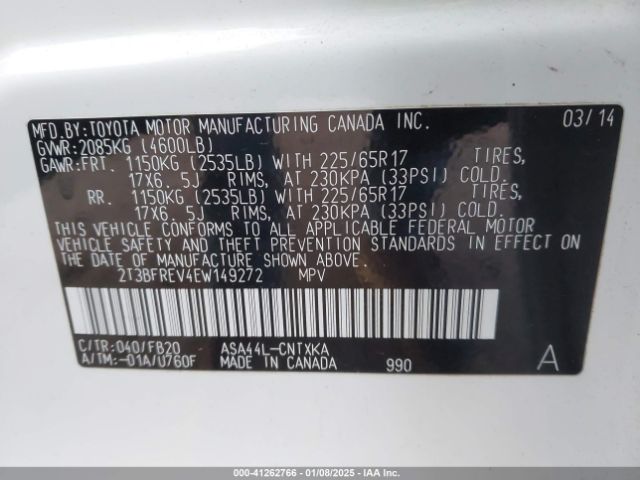 MFD.BY:TOYOTA MOTOR MANUFACTURING CANADA INC. 03/14
GVWR:2085KG (4600LB)
GAWR:FRT. 1150KG (2535LB) WITH 225/65R17 TIRES,
17X6.5J RIMS, AT 230KPA (33PSI) COLD.
RR. 1150KG (2535LB) WITH 225/65R17 TIRES,
17X6.5J RIMS, AT 230KPA (33PSI) COLD.
THIS VEHICLE CONFORMS TO ALL APPLICABLE FEDERAL MOTOR
VEHICLE SAFETY AND THEFT PREVENTION STANDARDS IN EFFECT ON
THE DATE OF MANUFACTURE SHOWN ABOVE.
2T3BFREV4EW149272 MPV
C/TR:040/FB20 ASA44L-CNTXKA
A/TM:-01A/U760F MADE IN CANADA 990 A
000-41262766 - 01/08/2025 - IAA Inc.